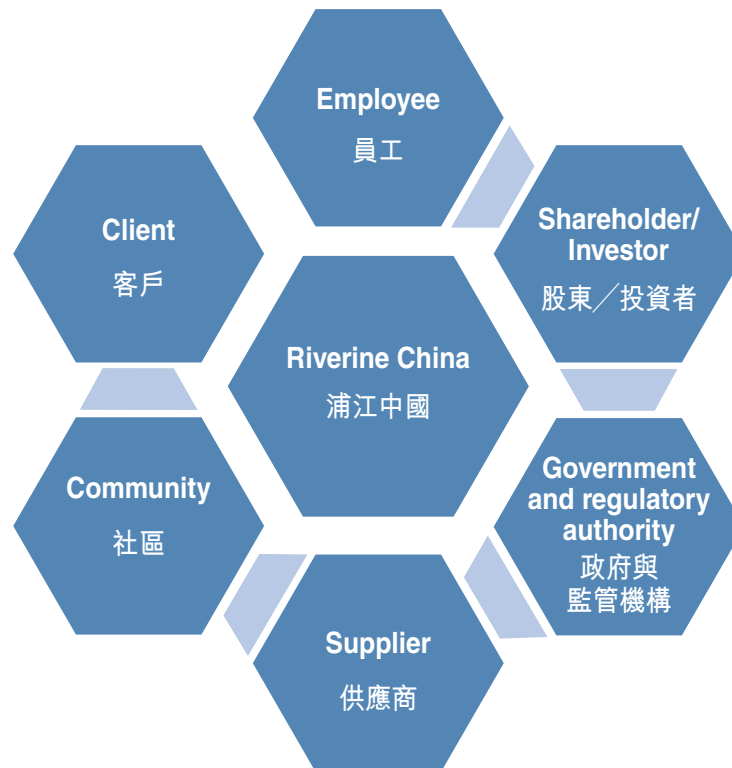 Employee
員工
Client
客戶
Shareholder/
Investor
股東／投資者
Riverine China
浦江中國
Community
社區
Government
and regulatory
authority
政府與
監管機構
Supplier
供應商